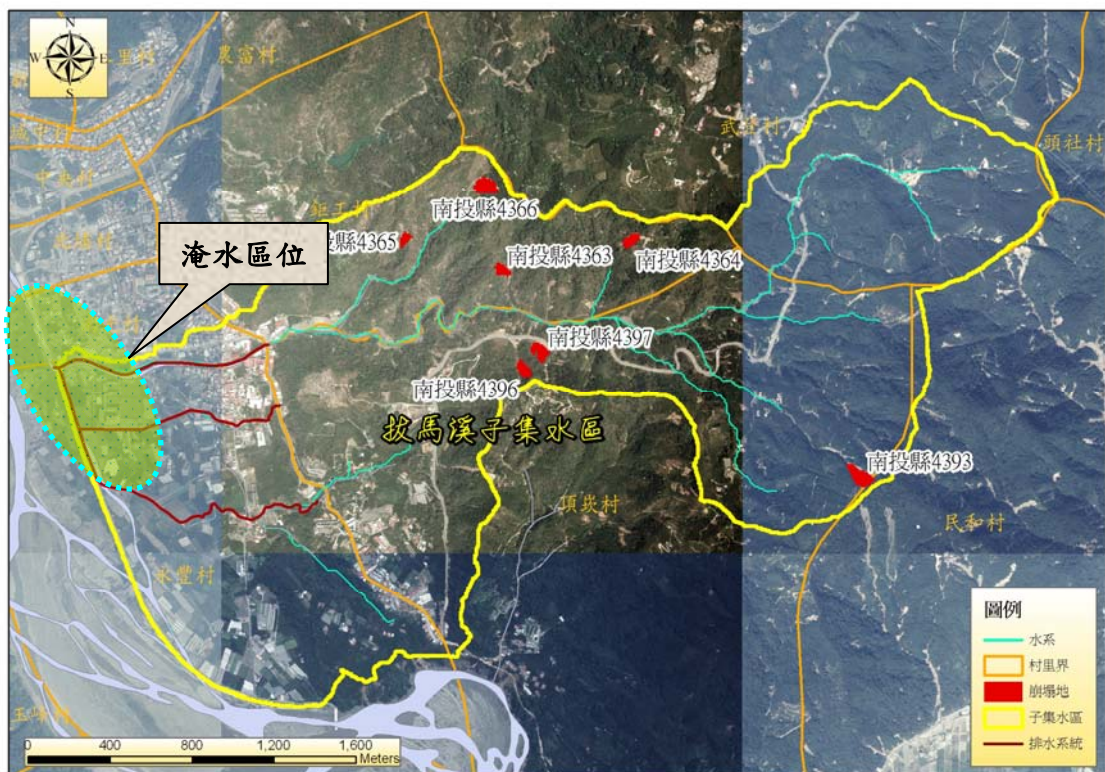 N
W
E
S
里村
農富村
中央村
武登村
頭社村
南投縣4366
投縣4365
南投縣4363
南投縣4364
淹水區位
南投縣4397
南投縣4396
拔馬溪子集水區
南投縣4393
頂崁村
民和村
永豐村
圖例
水系
村里界
崩塌地
子集水區
排水系統
0 400 800 1,200 1,600
Meters